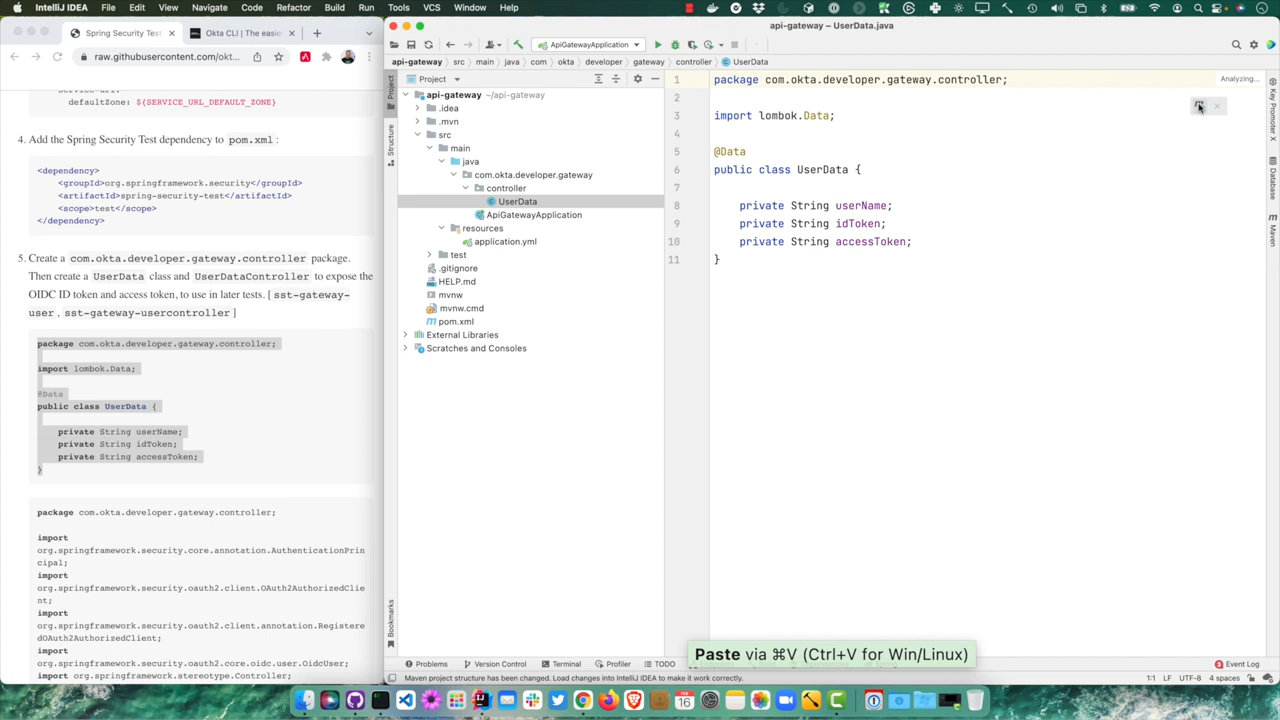 IntelliJ IDEA File Edit View Navigate Code Refactor Build Run Tools VCS Window Help
Spring Security Test
Okta CLI | The easie
raw.githubusercontent.com/okt...
defaultZone: ${SERVICE_URL_DEFAULT_ZONE}
4. Add the Spring Security Test dependency to pom.xml :
<dependency>
<groupId>org.springframework.security</groupId>
<artifactId>spring-security-test</artifactId>
<scope>test</scope>
</dependency>
5. Create a com.okta.developer.gateway.controller package.
Then create a UserData class and UserDataController to expose the
OIDC ID token and access token, to use in later tests. [ sst-gateway-
user , sst-gateway-usercontroller ]
package com.okta.developer.gateway.controller;
import lombok.Data;
@Data
public class UserData {
private String userName;
private String idToken;
private String accessToken;
}
package com.okta.developer.gateway.controller;
import
org.springframework.security.core.annotation.AuthenticationPrin
cipal;
import
org.springframework.security.oauth2.client.OAuth2AuthorizedClie
nt;
import
org.springframework.security.oauth2.client.annotation.Registere
dOAuth2AuthorizedClient;
import
org.springframework.security.oauth2.core.oidc.user.OidcUser;
import org.springframework.stereotype.Controller;
api-gateway – UserData.java
ApiGatewayApplication
api-gateway src main java com okta developer gateway controller UserData
Project
Structure
Bookmarks
Project
api-gateway ~/api-gateway
.idea
.mvn
src
main
java
com.okta.developer.gateway
controller
UserData
ApiGatewayApplication
resources
application.yml
test
.gitignore
HELP.md
mvnw
mvnw.cmd
pom.xml
External Libraries
Scratches and Consoles
Analyzing...
1 package com.okta.developer.gateway.controller;
2
3 import lombok.Data;
4
5 @Data
6 public class UserData {
7
8 private String userName;
9 private String idToken;
10 private String accessToken;
11 }
Key Promoter X
Database
Maven
Paste via ⌘V (Ctrl+V for Win/Linux)
Problems Version Control Terminal Profiler TODO
Event Log
Maven project structure has been changed. Load changes into IntelliJ IDEA to make it work correctly.
1:1 LF UTF-8 4 spaces
FEB
16